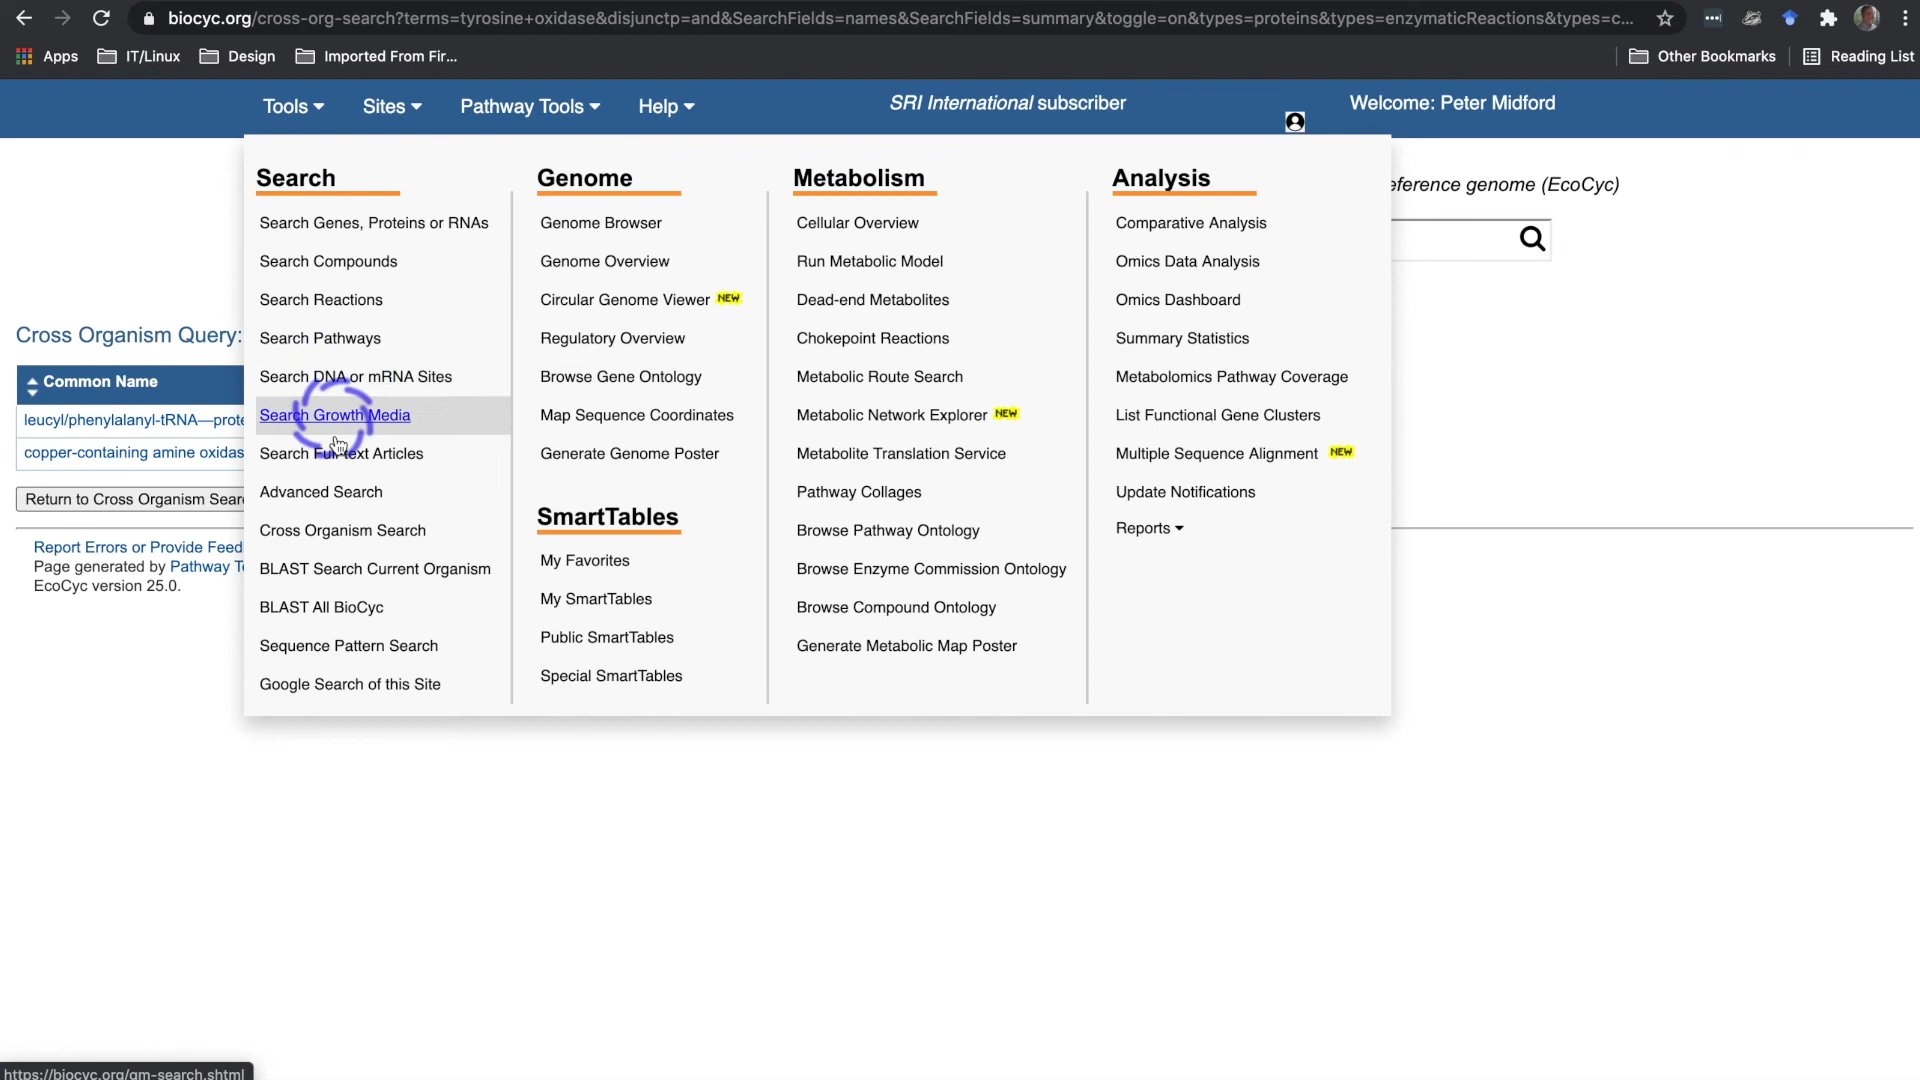 biocyc.org/cross-org-search?terms=tyrosine+oxidase&disjunctp=and&SearchFields=names&SearchFields=summary&toggle=on&types=proteins&types=enzymaticReactions&types=c...
Apps
IT/Linux
Design
Imported From Fir...
Other Bookmarks
Reading List
Tools
Sites
Pathway Tools
Help
SRI International subscriber
Welcome: Peter Midford
eference genome (EcoCyc)
Cross Organism Query:
Common Name
leucyl/phenylalanyl-tRNA—prote
copper-containing amine oxidas
Return to Cross Organism Sear
Report Errors or Provide Feed
Page generated by Pathway T
EcoCyc version 25.0.
Search
Search Genes, Proteins or RNAs
Search Compounds
Search Reactions
Search Pathways
Search DNA or mRNA Sites
Search Growth Media
Search Full-text Articles
Advanced Search
Cross Organism Search
BLAST Search Current Organism
BLAST All BioCyc
Sequence Pattern Search
Google Search of this Site
Genome
Genome Browser
Genome Overview
Circular Genome Viewer NEW
Regulatory Overview
Browse Gene Ontology
Map Sequence Coordinates
Generate Genome Poster
SmartTables
My Favorites
My SmartTables
Public SmartTables
Special SmartTables
Metabolism
Cellular Overview
Run Metabolic Model
Dead-end Metabolites
Chokepoint Reactions
Metabolic Route Search
Metabolic Network Explorer NEW
Metabolite Translation Service
Pathway Collages
Browse Pathway Ontology
Browse Enzyme Commission Ontology
Browse Compound Ontology
Generate Metabolic Map Poster
Analysis
Comparative Analysis
Omics Data Analysis
Omics Dashboard
Summary Statistics
Metabolomics Pathway Coverage
List Functional Gene Clusters
Multiple Sequence Alignment NEW
Update Notifications
Reports
https://biocyc.org/gm-search.shtml